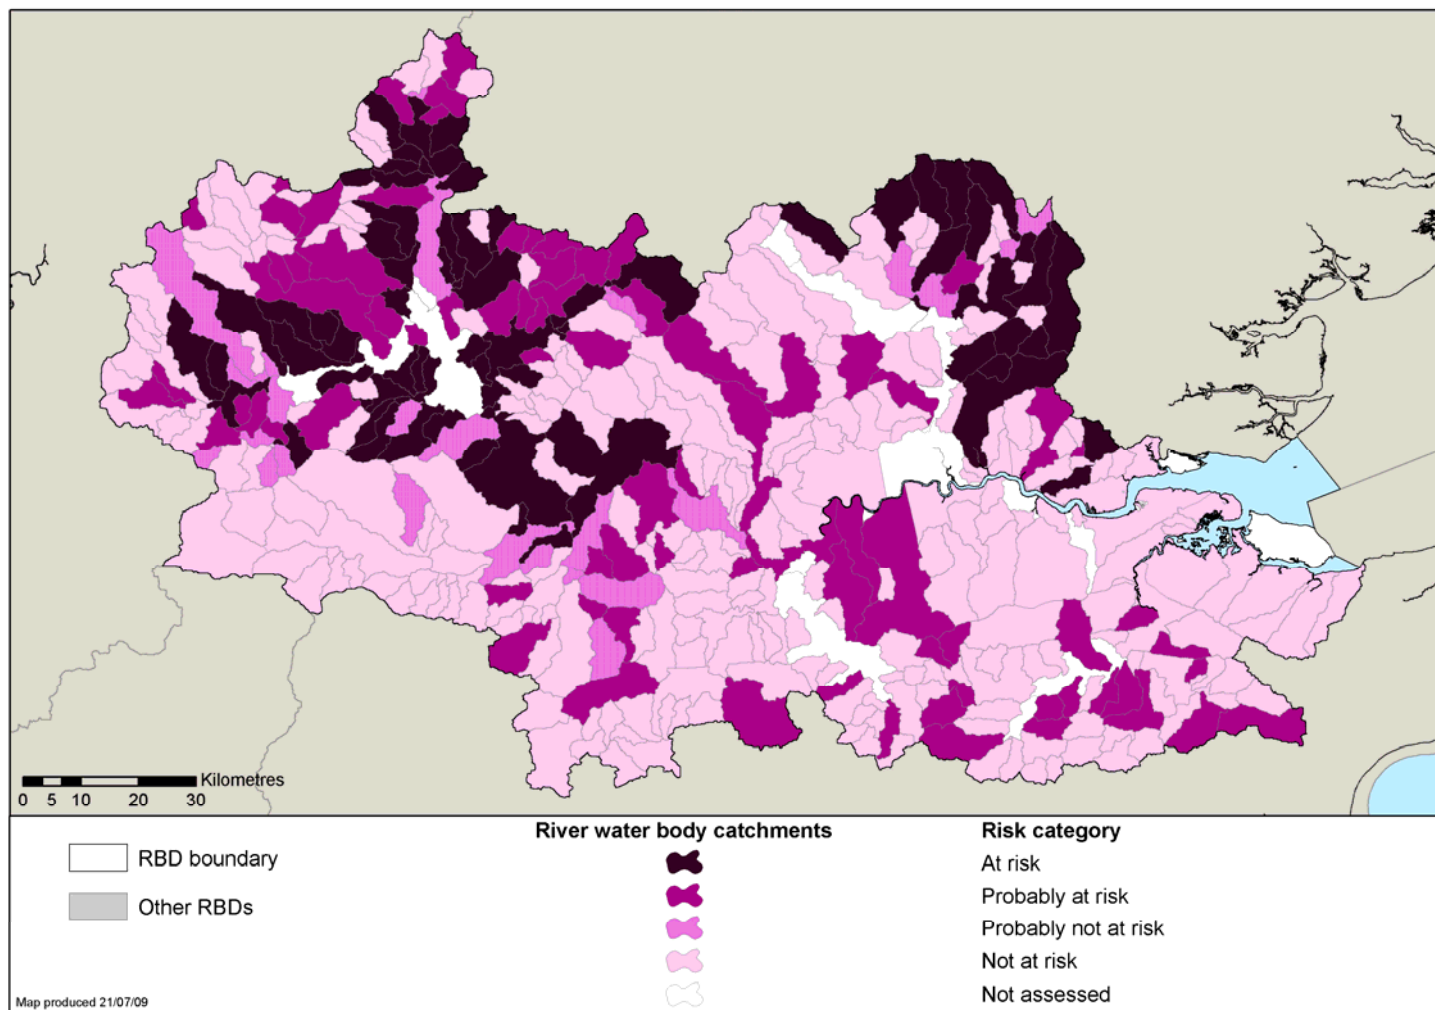 Kilometres
0 5 10 20 30
River water body catchments
Risk category
RBD boundary
Other RBDs
At risk
Probably at risk
Probably not at risk
Not at risk
Not assessed
Map produced 21/07/09